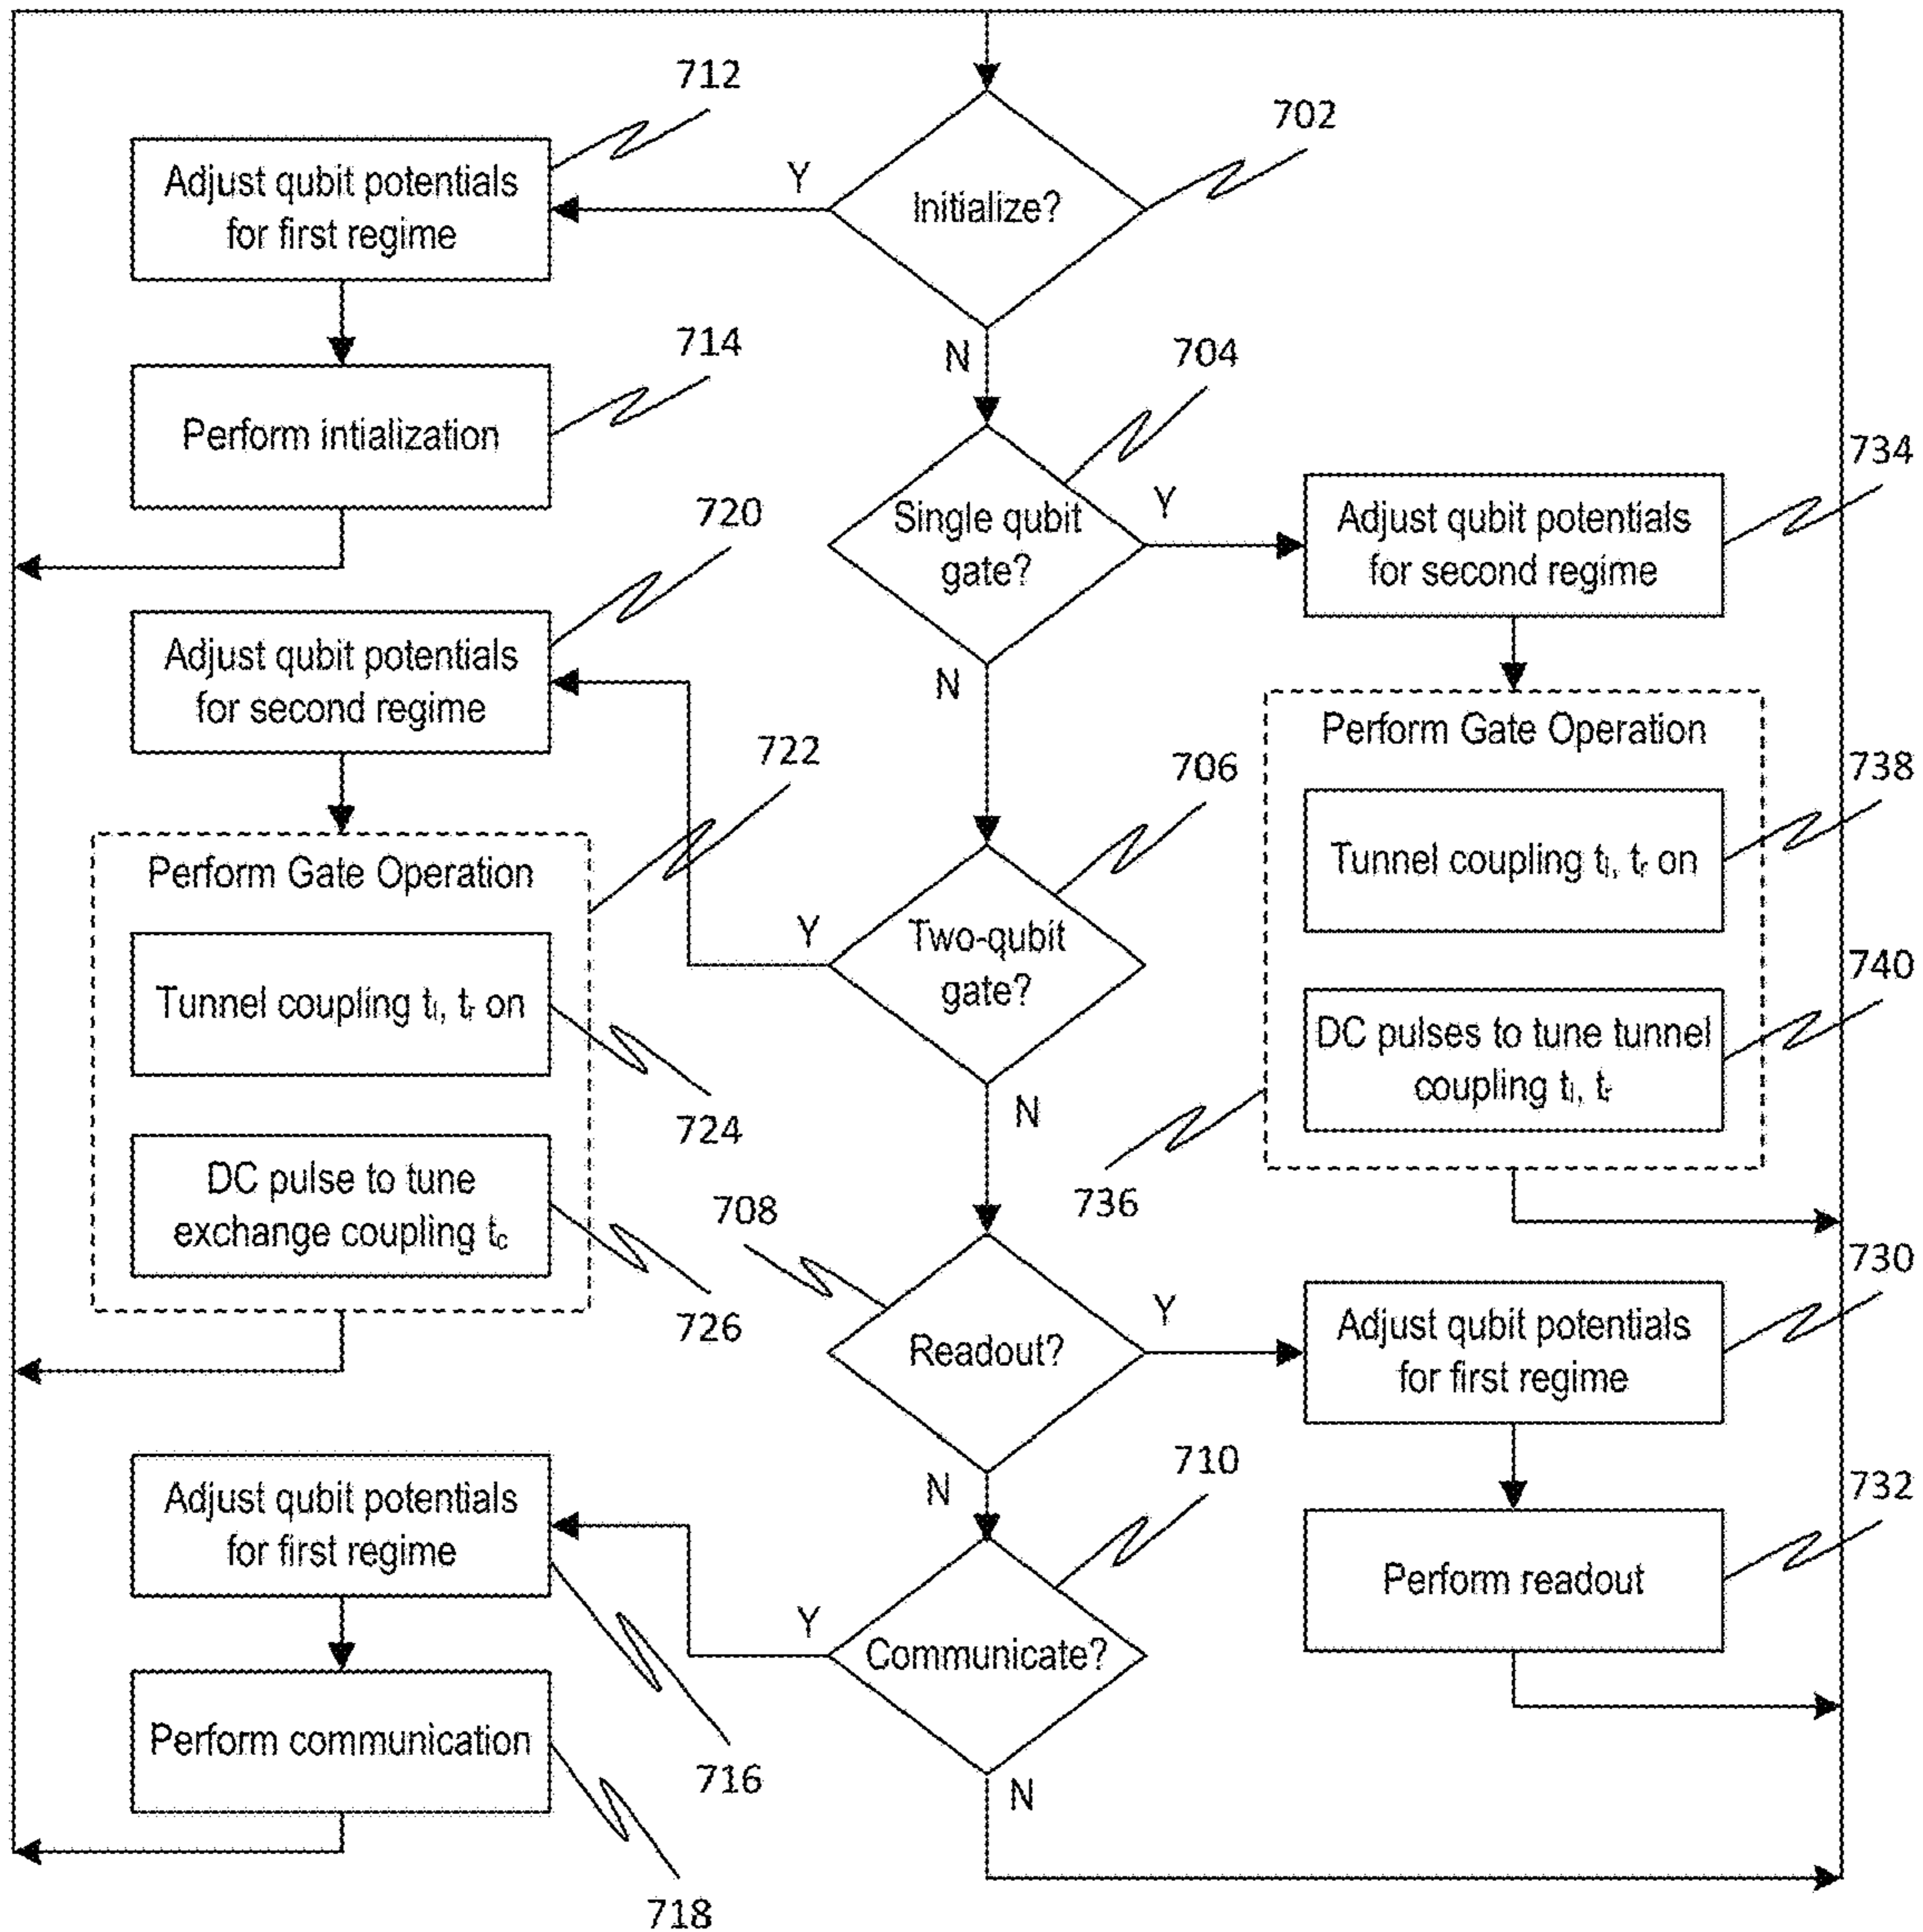 712
702
Adjust qubit potentials
for first regime
Y
Initialize?
N
714
704
Perform intialization
734
720
Single qubit
gate?
Y
Adjust qubit potentials
for second regime
N
Adjust qubit potentials
for second regime
722
706
Perform Gate Operation
738
Tunnel coupling tₗ, tᵣ on
Perform Gate Operation
Tunnel coupling tₗ, tᵣ on
724
Y
Two-qubit
gate?
N
740
DC pulses to tune tunnel
coupling tₗ, tᵣ
736
DC pulse to tune
exchange coupling t꜀
726
708
Readout?
Y
730
Adjust qubit potentials
for first regime
N
710
732
Adjust qubit potentials
for first regime
716
Y
Communicate?
Perform readout
N
Perform communication
718